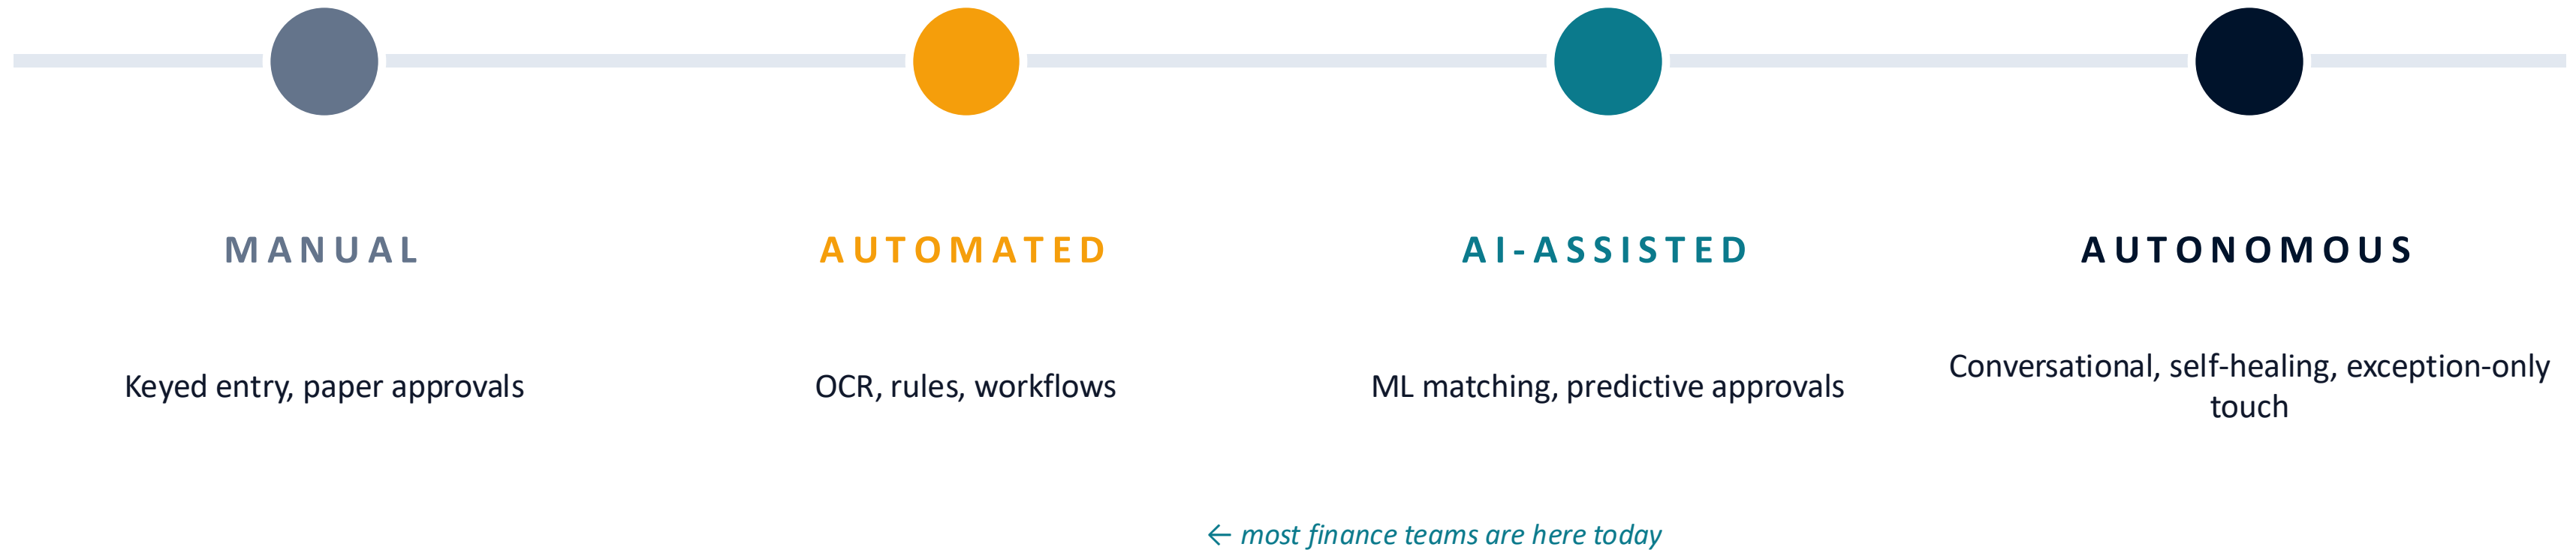 MANUAL
AUTOMATED
AI-ASSISTED
AUTONOMOUS
Keyed entry, paper approvals
OCR, rules, workflows
ML matching, predictive approvals
Conversational, self-healing, exception-only
touch
← most finance teams are here today